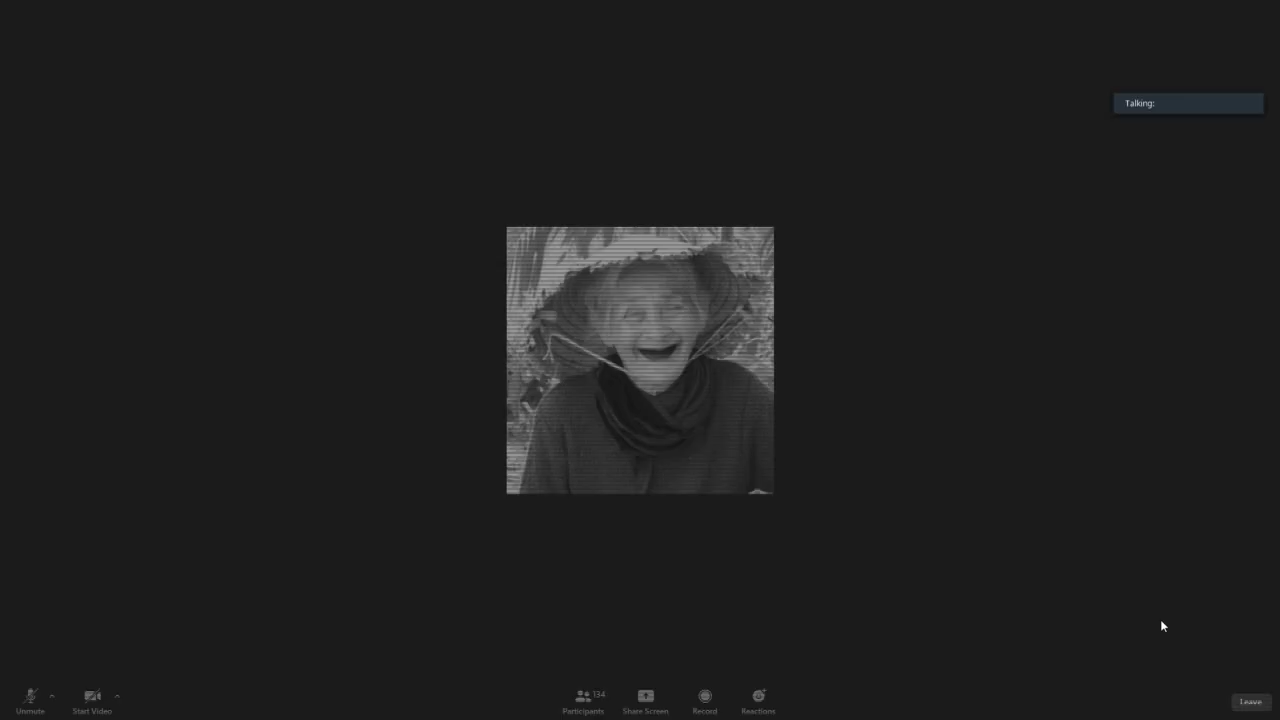 Talking:
134
Unmute
Start Video
Participants
Share Screen
Record
Reactions
Leave